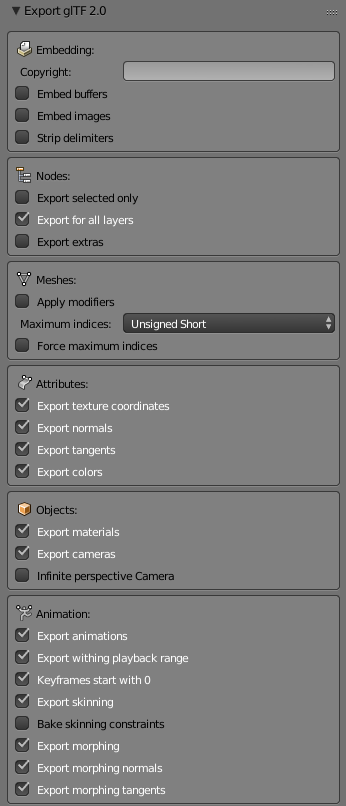 Export glTF 2.0
Embedding:
Copyright:
Embed buffers
Embed images
Strip delimiters
Nodes:
Export selected only
Export for all layers
Export extras
Meshes:
Apply modifiers
Maximum indices: Unsigned Short
Force maximum indices
Attributes:
Export texture coordinates
Export normals
Export tangents
Export colors
Objects:
Export materials
Export cameras
Infinite perspective Camera
Animation:
Export animations
Export withing playback range
Keyframes start with 0
Export skinning
Bake skinning constraints
Export morphing
Export morphing normals
Export morphing tangents